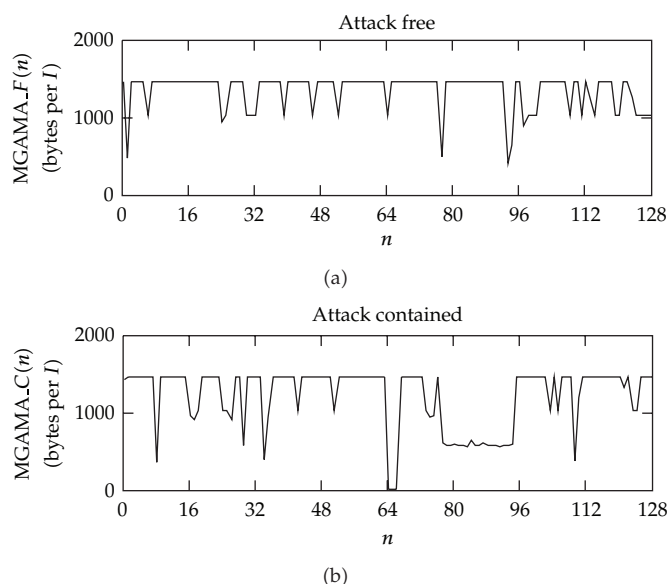 Attack free
MGAMA_F(n)
(bytes per I)
2000
1000
0
0 16 32 48 64 80 96 112 128
n
(a)
Attack contained
MGAMA_C(n)
(bytes per I)
2000
1000
0
0 16 32 48 64 80 96 112 128
n
(b)